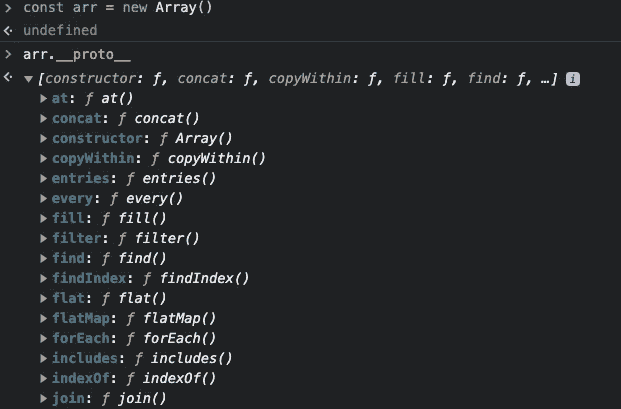 const arr = new Array()
undefined
arr.__proto__
[constructor: ƒ, concat: ƒ, copyWithin: ƒ, fill: ƒ, find: ƒ, …] i
at: ƒ at()
concat: ƒ concat()
constructor: ƒ Array()
copyWithin: ƒ copyWithin()
entries: ƒ entries()
every: ƒ every()
fill: ƒ fill()
filter: ƒ filter()
find: ƒ find()
findIndex: ƒ findIndex()
flat: ƒ flat()
flatMap: ƒ flatMap()
forEach: ƒ forEach()
includes: ƒ includes()
indexOf: ƒ indexOf()
join: ƒ join()